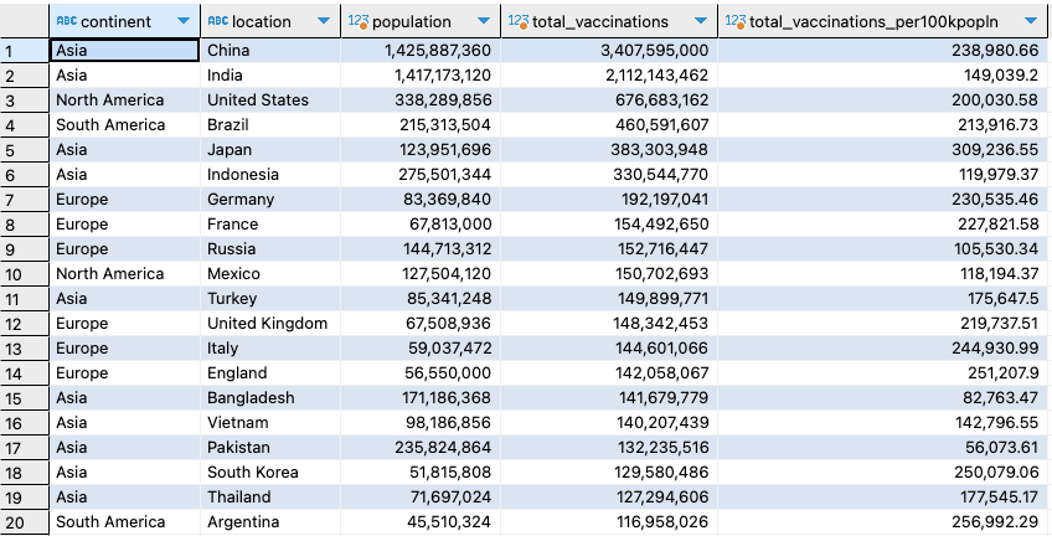 ABC continent ABC location 123 population 123 total_vaccinations 123 total_vaccinations_per100kpopln
1 Asia China 1,425,887,360 3,407,595,000 238,980.66
2 Asia India 1,417,173,120 2,112,143,462 149,039.2
3 North America United States 338,289,856 676,683,162 200,030.58
4 South America Brazil 215,313,504 460,591,607 213,916.73
5 Asia Japan 123,951,696 383,303,948 309,236.55
6 Asia Indonesia 275,501,344 330,544,770 119,979.37
7 Europe Germany 83,369,840 192,197,041 230,535.46
8 Europe France 67,813,000 154,492,650 227,821.58
9 Europe Russia 144,713,312 152,716,447 105,530.34
10 North America Mexico 127,504,120 150,702,693 118,194.37
11 Asia Turkey 85,341,248 149,899,771 175,647.5
12 Europe United Kingdom 67,508,936 148,342,453 219,737.51
13 Europe Italy 59,037,472 144,601,066 244,930.99
14 Europe England 56,550,000 142,058,067 251,207.9
15 Asia Bangladesh 171,186,368 141,679,779 82,763.47
16 Asia Vietnam 98,186,856 140,207,439 142,796.55
17 Asia Pakistan 235,824,864 132,235,516 56,073.61
18 Asia South Korea 51,815,808 129,580,486 250,079.06
19 Asia Thailand 71,697,024 127,294,606 177,545.17
20 South America Argentina 45,510,324 116,958,026 256,992.29